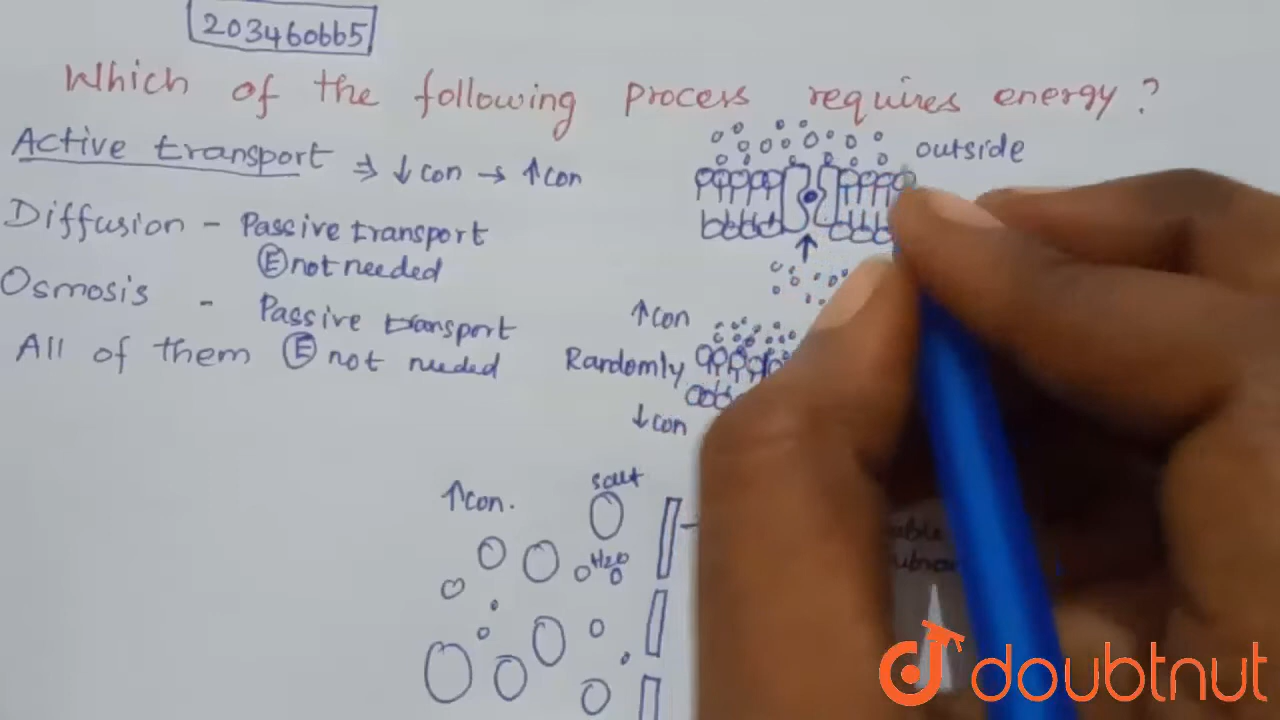 203460665
Which of the following process requires energy?
Active transport ⇒ ↓con → ↑con
outside
Diffusion - Passive transport
Ⓔ not needed
Osmosis - Passive transport
All of them Ⓔ not needed
↑con
Randomly
↓con
↑con.
salt
H2O
doubtnut